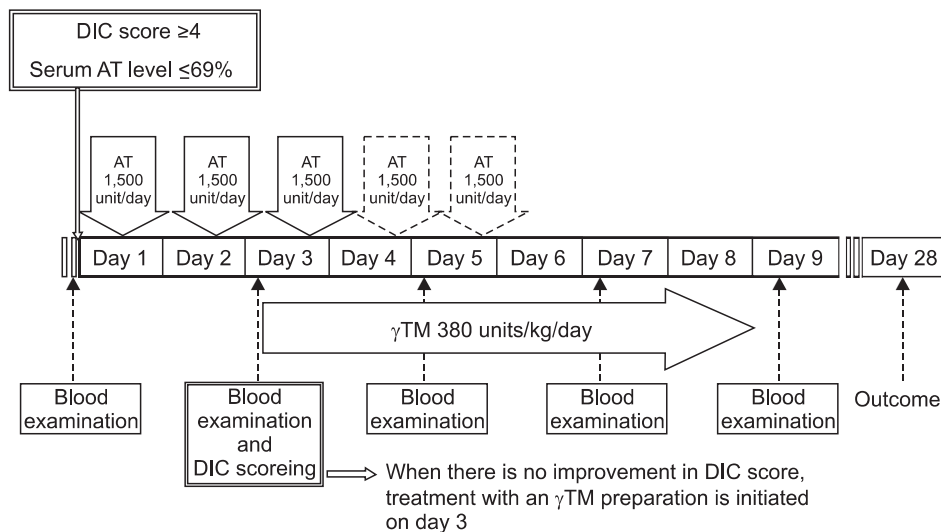 DIC score ≥4
Serum AT level ≤69%
AT
1,500
unit/day
AT
1,500
unit/day
AT
1,500
unit/day
AT
1,500
unit/day
AT
1,500
unit/day
Day 1
Day 2
Day 3
Day 4
Day 5
Day 6
Day 7
Day 8
Day 9
Day 28
γTM 380 units/kg/day
Blood
examination
Blood
examination
and
DIC scoreing
Blood
examination
Blood
examination
Blood
examination
Outcome
When there is no improvement in DIC score,
treatment with an γTM preparation is initiated
on day 3